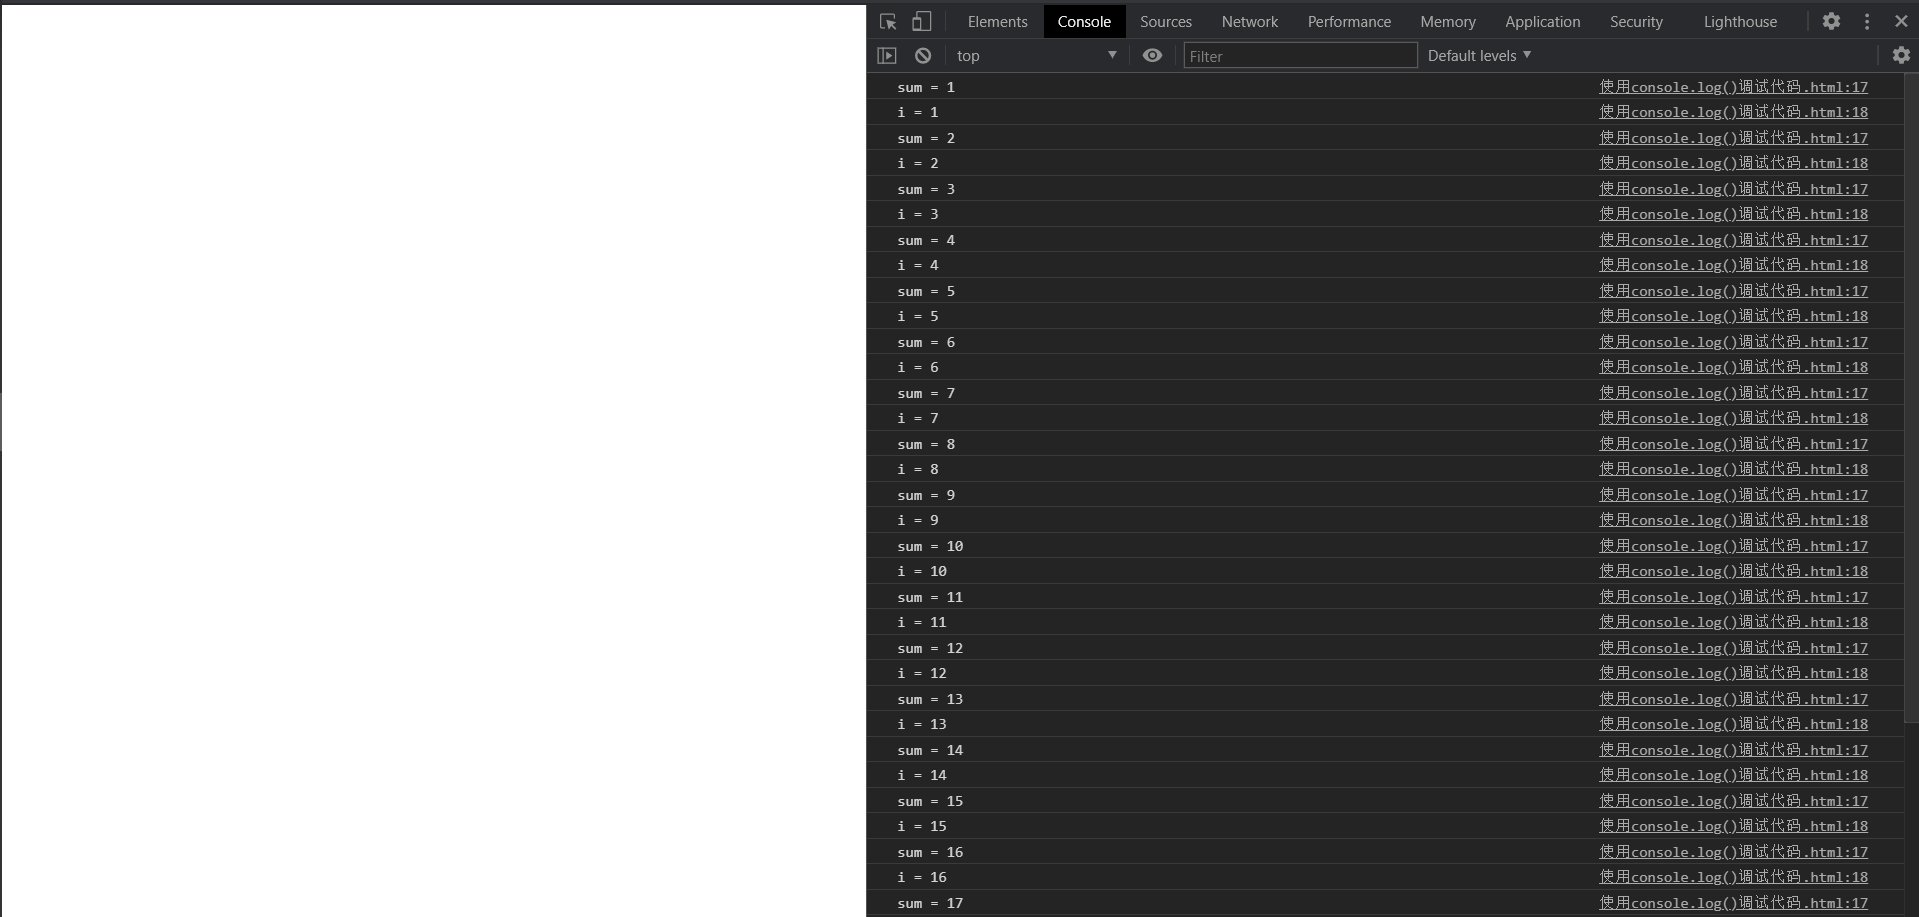 Elements Console Sources Network Performance Memory Application Security Lighthouse
top Filter Default levels
sum = 1 使用console.log()调试代码.html:17
i = 1 使用console.log()调试代码.html:18
sum = 2 使用console.log()调试代码.html:17
i = 2 使用console.log()调试代码.html:18
sum = 3 使用console.log()调试代码.html:17
i = 3 使用console.log()调试代码.html:18
sum = 4 使用console.log()调试代码.html:17
i = 4 使用console.log()调试代码.html:18
sum = 5 使用console.log()调试代码.html:17
i = 5 使用console.log()调试代码.html:18
sum = 6 使用console.log()调试代码.html:17
i = 6 使用console.log()调试代码.html:18
sum = 7 使用console.log()调试代码.html:17
i = 7 使用console.log()调试代码.html:18
sum = 8 使用console.log()调试代码.html:17
i = 8 使用console.log()调试代码.html:18
sum = 9 使用console.log()调试代码.html:17
i = 9 使用console.log()调试代码.html:18
sum = 10 使用console.log()调试代码.html:17
i = 10 使用console.log()调试代码.html:18
sum = 11 使用console.log()调试代码.html:17
i = 11 使用console.log()调试代码.html:18
sum = 12 使用console.log()调试代码.html:17
i = 12 使用console.log()调试代码.html:18
sum = 13 使用console.log()调试代码.html:17
i = 13 使用console.log()调试代码.html:18
sum = 14 使用console.log()调试代码.html:17
i = 14 使用console.log()调试代码.html:18
sum = 15 使用console.log()调试代码.html:17
i = 15 使用console.log()调试代码.html:18
sum = 16 使用console.log()调试代码.html:17
i = 16 使用console.log()调试代码.html:18
sum = 17 使用console.log()调试代码.html:17